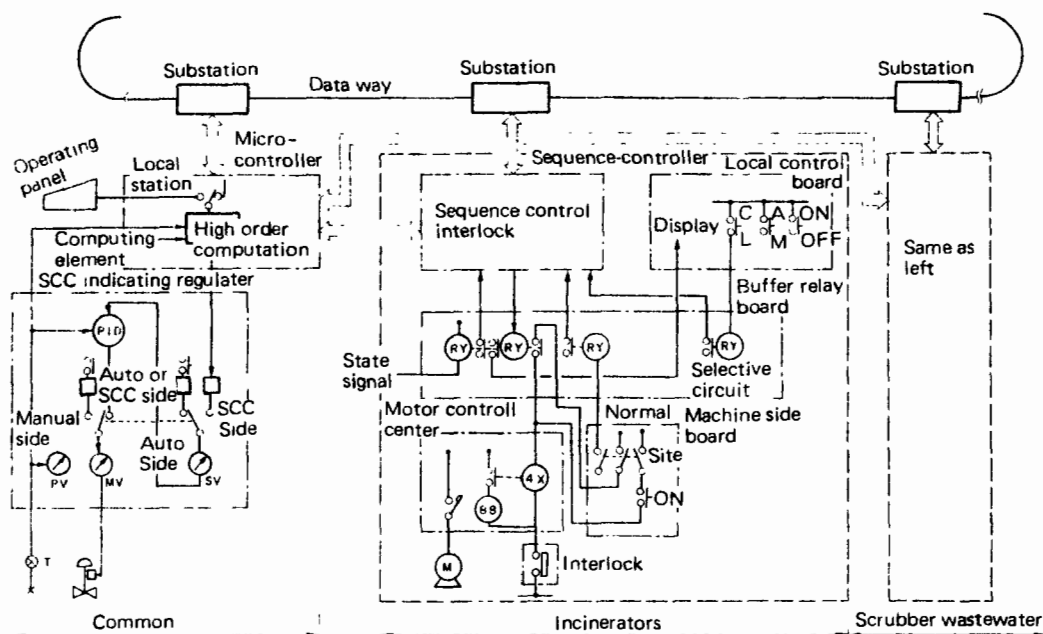 Substation
Substation
Substation
Data way
Operating
panel
Micro-
controller
Local
station
High order
computation
Computing
element
SCC indicating regulater
PID
Auto or
SCC side
Manual
side
SCC
Side
Auto
Side
PV
MV
SV
T
Sequence-controller
Sequence control
interlock
Local control
board
Display
C
A
ON
L
M
OFF
Buffer relay
board
RY
RY
RY
RY
State
signal
Selective
circuit
Motor controll
center
Normal
Machine side
board
Site
4X
88
ON
M
Interlock
Same as
left
Common
Incinerators
Scrubber wastewater